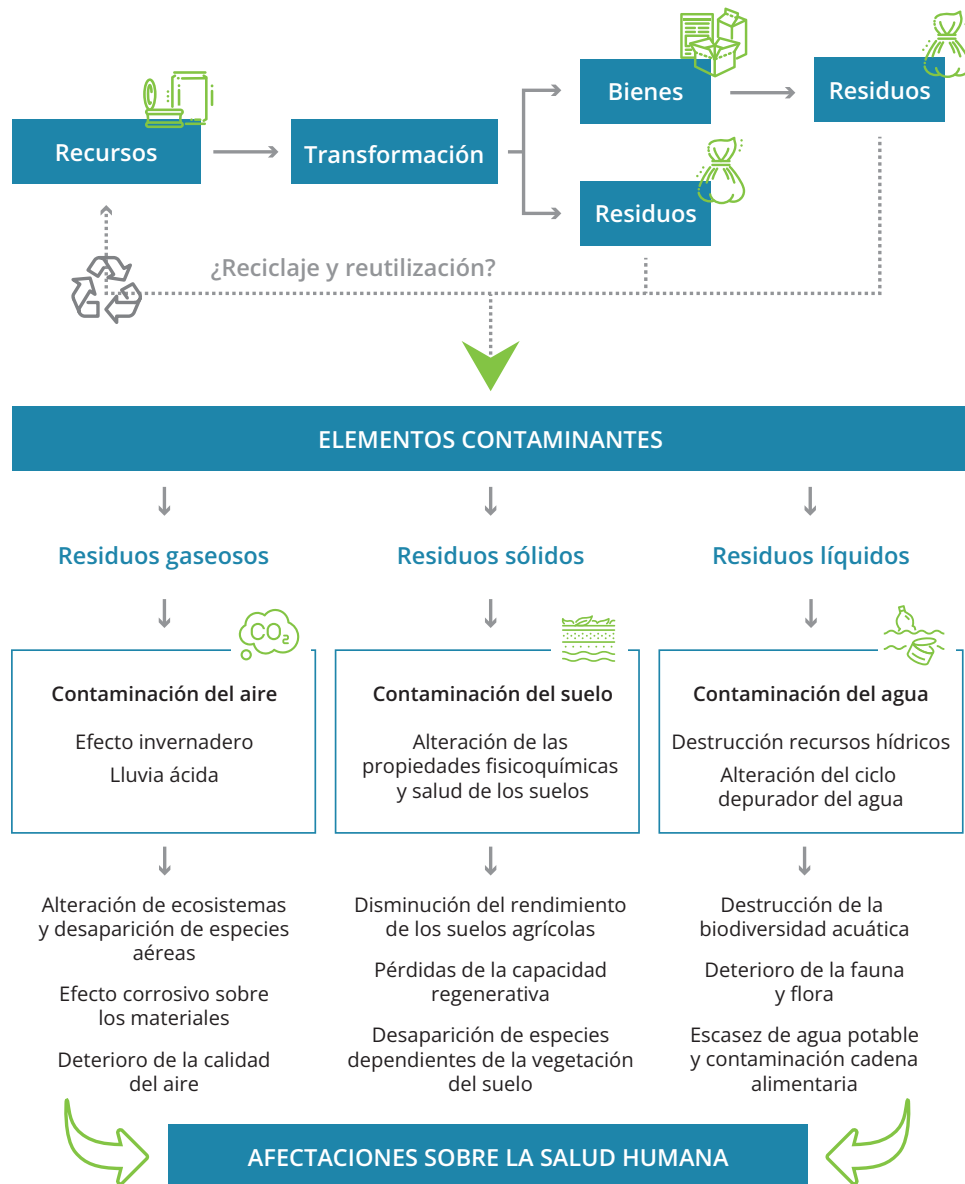 Bienes
Residuos
Recursos
Transformación
Residuos
¿Reciclaje y reutilización?
ELEMENTOS CONTAMINANTES
Residuos gaseosos
Residuos sólidos
Residuos líquidos
CO₂
Contaminación del aire
Efecto invernadero
Lluvia ácida
Contaminación del suelo
Alteración de las
propiedades fisicoquímicas
y salud de los suelos
Contaminación del agua
Destrucción recursos hídricos
Alteración del ciclo
depurador del agua
Alteración de ecosistemas
y desaparición de especies
aéreas
Efecto corrosivo sobre
los materiales
Deterioro de la calidad
del aire
Disminución del rendimiento
de los suelos agrícolas
Pérdidas de la capacidad
regenerativa
Desaparición de especies
dependientes de la vegetación
del suelo
Destrucción de la
biodiversidad acuática
Deterioro de la fauna
y flora
Escasez de agua potable
y contaminación cadena
alimentaria
AFECTACIONES SOBRE LA SALUD HUMANA